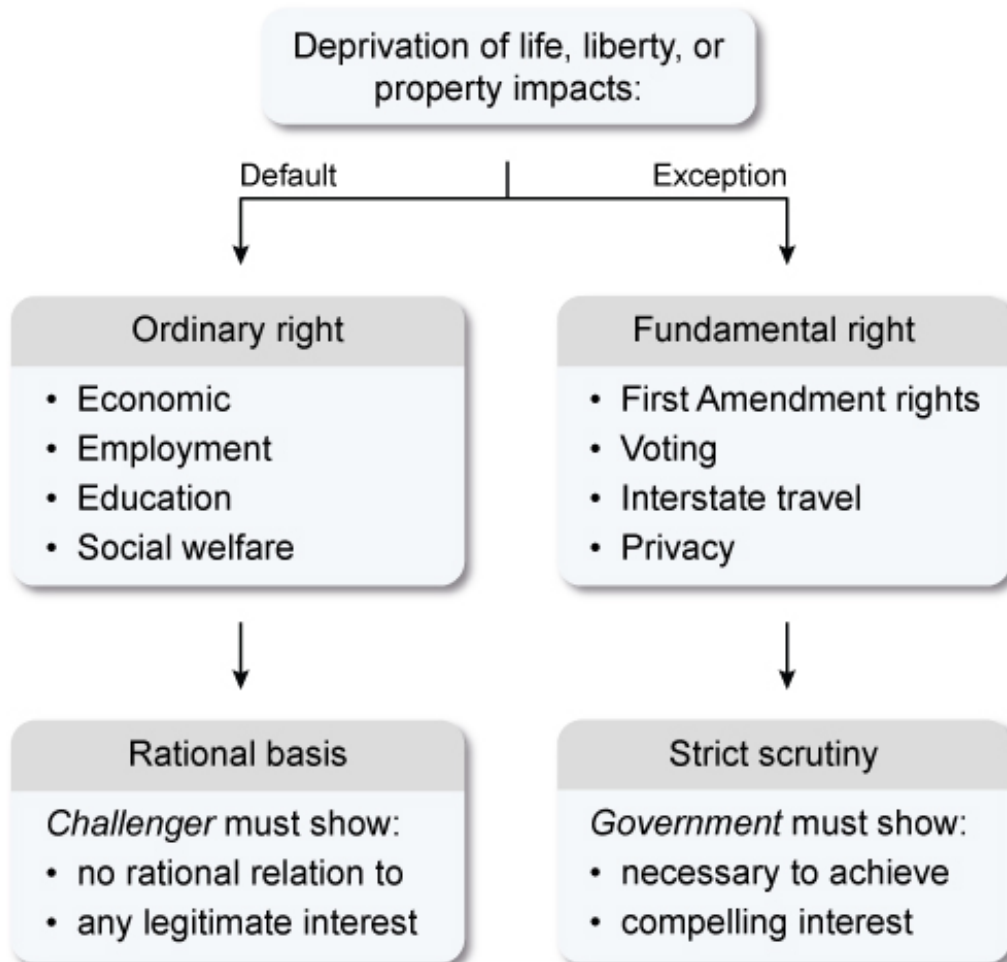 Deprivation of life, liberty, or
property impacts:
Default
Exception
Ordinary right
• Economic
• Employment
• Education
• Social welfare
Fundamental right
• First Amendment rights
• Voting
• Interstate travel
• Privacy
Rational basis
Challenger must show:
• no rational relation to
• any legitimate interest
Strict scrutiny
Government must show:
• necessary to achieve
• compelling interest